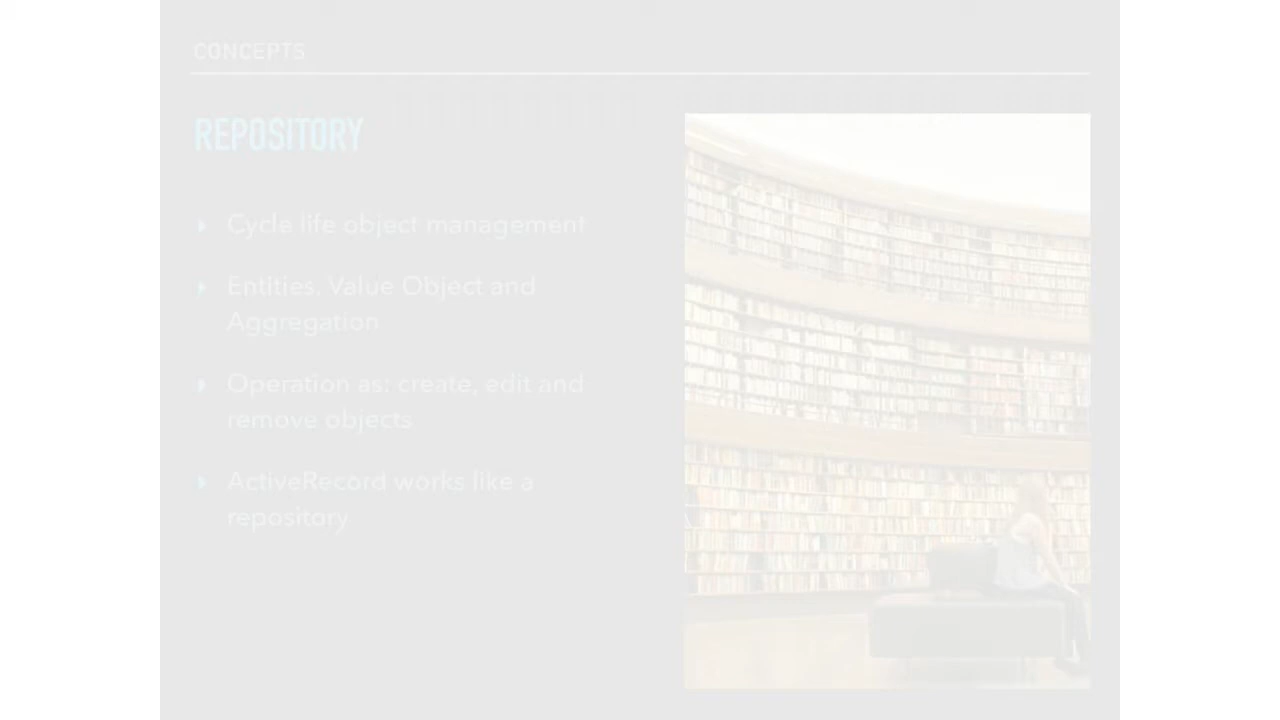 CONCEPTS
REPOSITORY
Cycle life object management
Entities. Value Object and
Aggregation
Operation as: create, edit and
remove objects
ActiveRecord works like a
repository